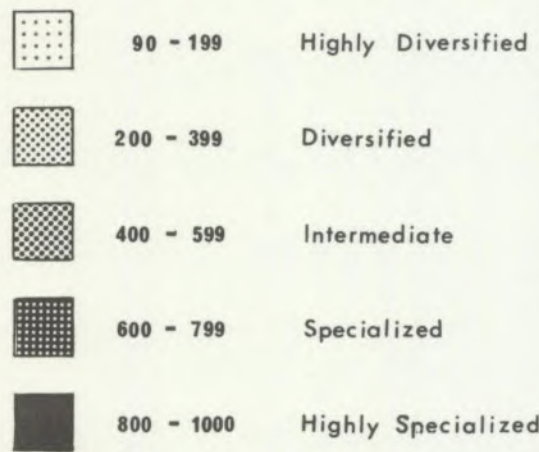 90 - 199 Highly Diversified
200 - 399 Diversified
400 - 599 Intermediate
600 - 799 Specialized
800 - 1000 Highly Specialized